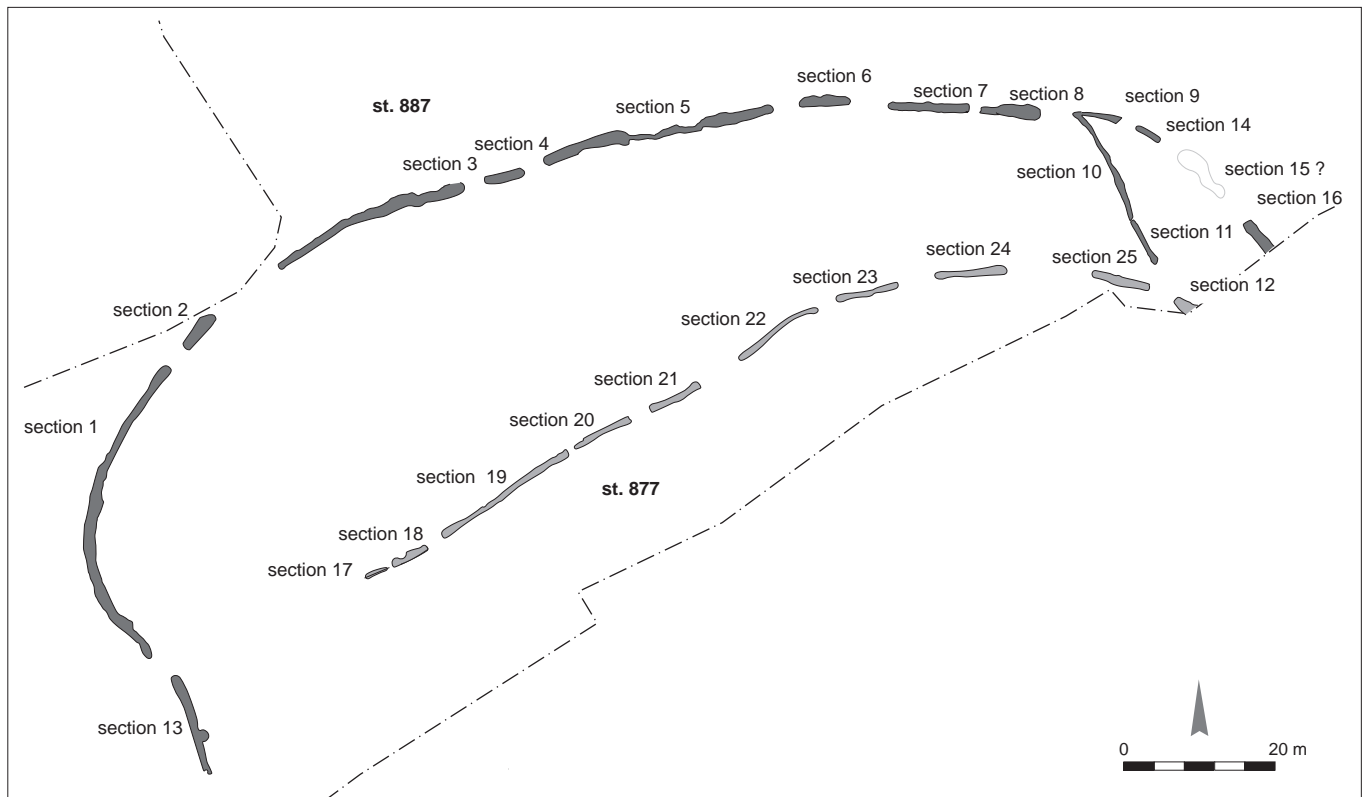 section 6
section 7
section 8
section 9
st. 887
section 5
section 14
section 4
section 3
section 10
section 15 ?
section 16
section 11
section 24
section 25
section 23
section 12
section 2
section 22
section 21
section 1
section 20
section 19
st. 877
section 18
section 17
section 13
0 20 m